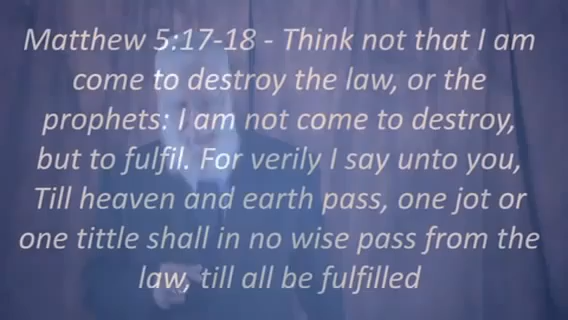 Matthew 5:17-18 - Think not that I am
come to destroy the law, or the
prophets: I am not come to destroy,
but to fulfil. For verily I say unto you,
Till heaven and earth pass, one jot or
one tittle shall in no wise pass from the
law, till all be fulfilled